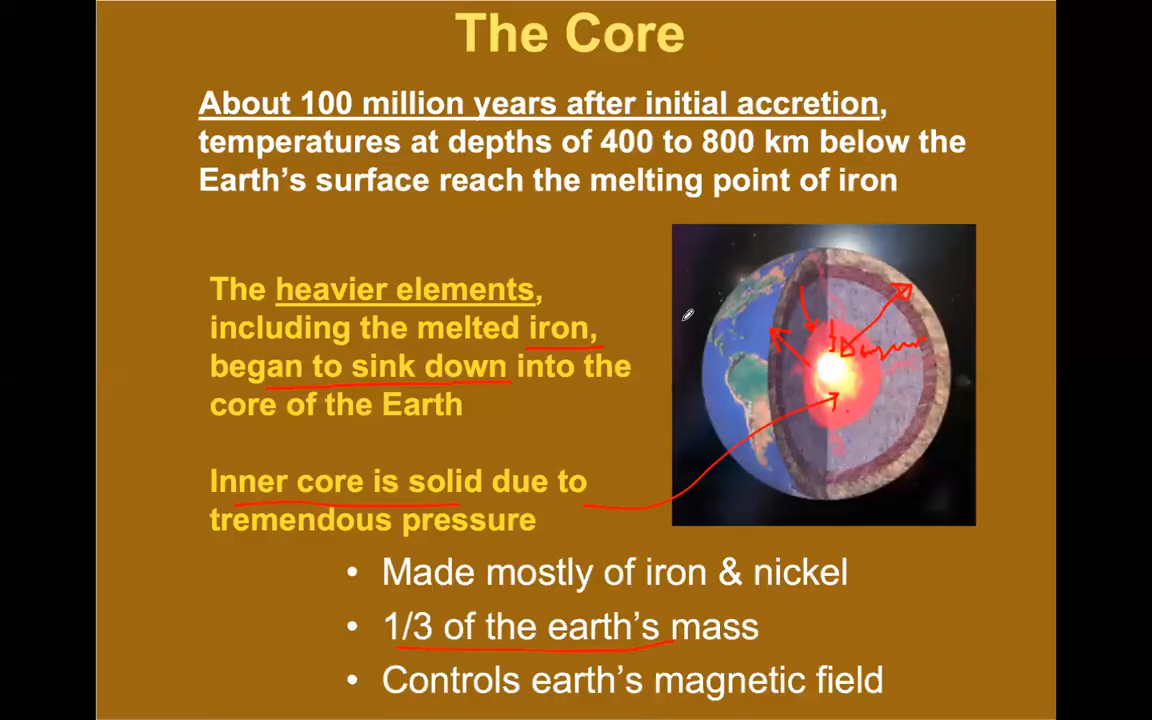 The Core
About 100 million years after initial accretion,
temperatures at depths of 400 to 800 km below the
Earth's surface reach the melting point of iron
The heavier elements,
including the melted iron,
began to sink down into the
core of the Earth
Inner core is solid due to
tremendous pressure
• Made mostly of iron & nickel
• 1/3 of the earth's mass
• Controls earth's magnetic field